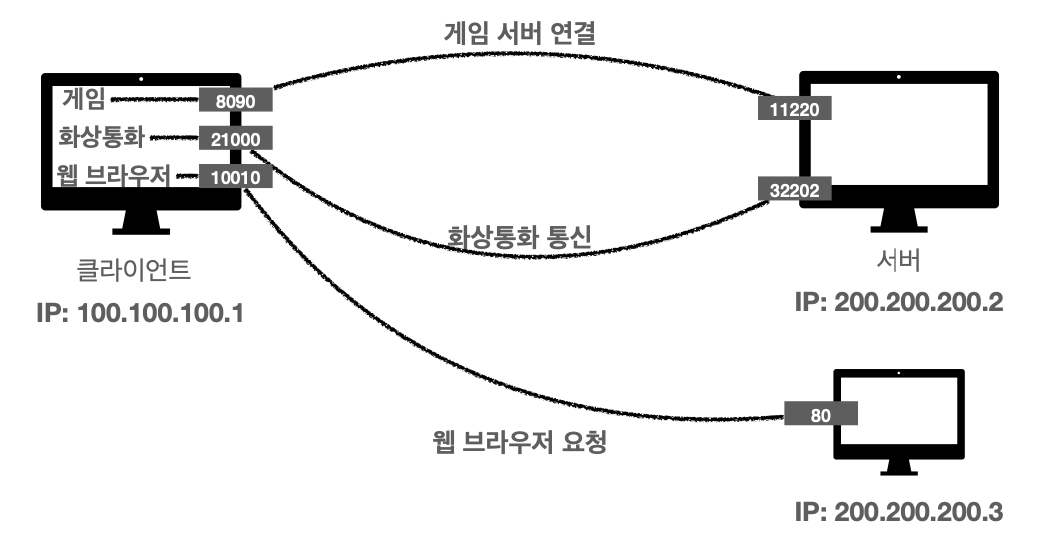 게임 서버 연결
게임
8090
11220
화상통화
21000
웹 브라우저
10010
32202
화상통화 통신
클라이언트
서버
IP: 100.100.100.1
IP: 200.200.200.2
80
웹 브라우저 요청
IP: 200.200.200.3